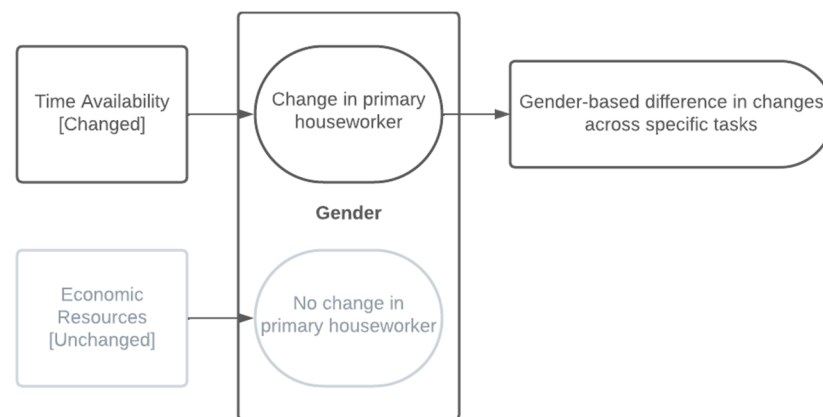 Time Availability
[Changed]
Change in primary
houseworker
Gender-based difference in changes
across specific tasks
Gender
Economic
Resources
[Unchanged]
No change in
primary houseworker